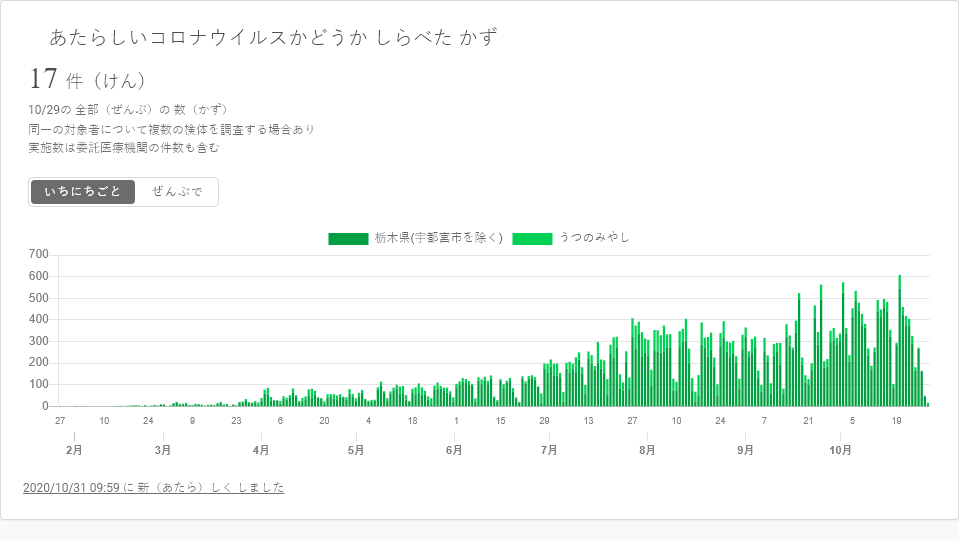 あたらしいコロナウイルスかどうか しらべた かず
17 件（けん）
10/29の 全部（ぜんぶ）の 数（かず）
同一の対象者について複数の検体を調査する場合あり
実施数は委託医療機関の件数も含む
いちにちごと ぜんぶで
栃木県(宇都宮市を除く) うつのみやし
700
600
500
400
300
200
100
0
27 10 24 9 23 6 20 4 18 1 15 29 13 27 10 24 7 21 5 19
2月 3月 4月 5月 6月 7月 8月 9月 10月
2020/10/31 09:59 に 新（あたら）しく しました